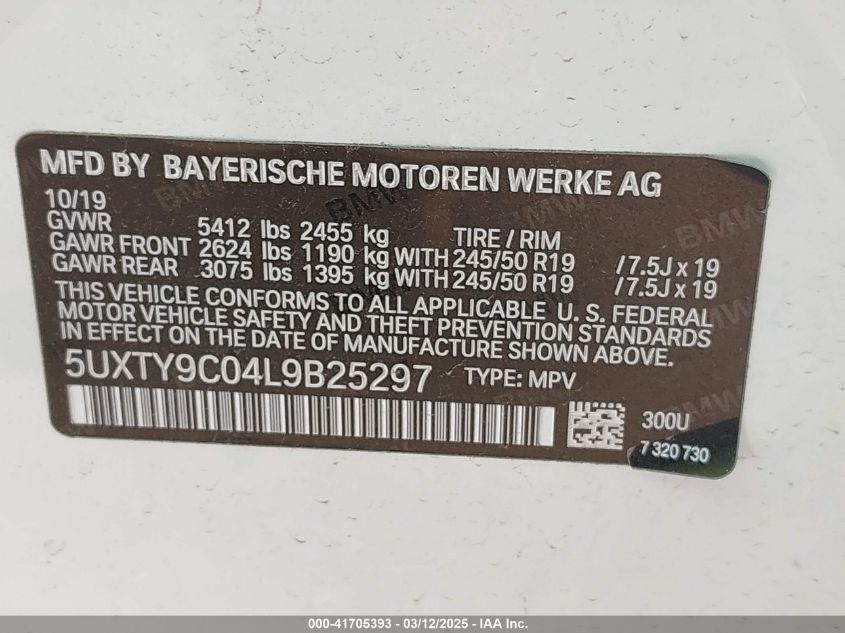 MFD BY BAYERISCHE MOTOREN WERKE AG
10/19
GVWR 5412 lbs 2455 kg TIRE / RIM
GAWR FRONT 2624 lbs 1190 kg WITH 245/50 R19 / 7.5J x 19
GAWR REAR 3075 lbs 1395 kg WITH 245/50 R19 / 7.5J x 19
THIS VEHICLE CONFORMS TO ALL APPLICABLE U. S. FEDERAL
MOTOR VEHICLE SAFETY AND THEFT PREVENTION STANDARDS
IN EFFECT ON THE DATE OF MANUFACTURE SHOWN ABOVE.
5UXTY9C04L9B25297 TYPE: MPV
300U
7 320 730
000-41705393 - 03/12/2025 - IAA Inc.